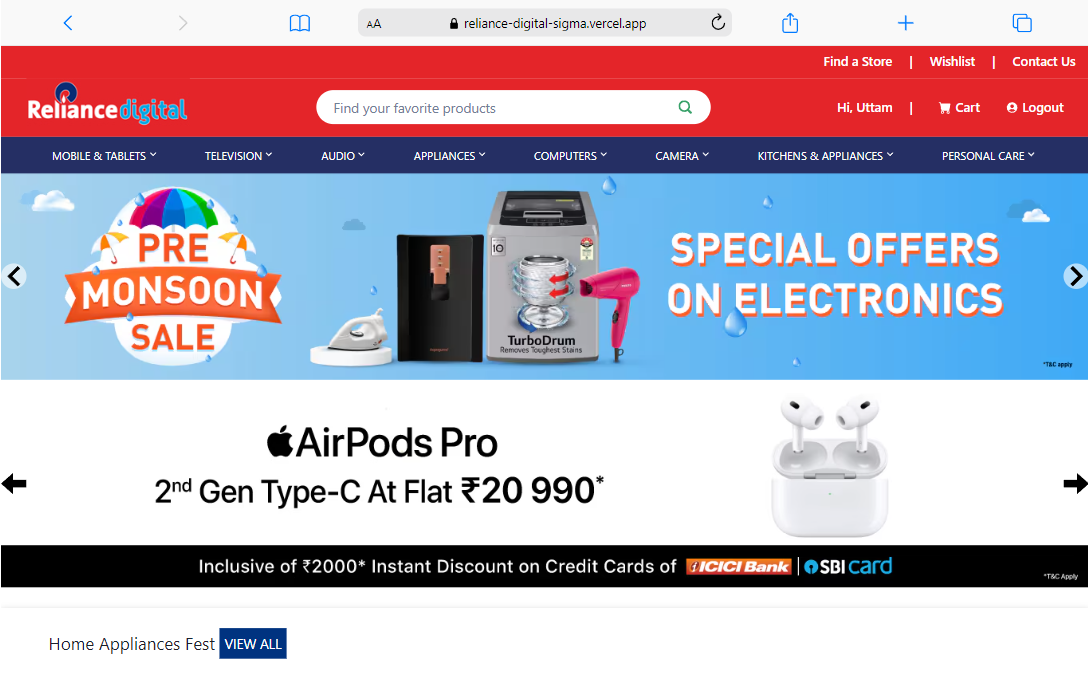 AA reliance-digital-sigma.vercel.app
Find a Store | Wishlist | Contact Us
Reliance digital
Find your favorite products
Hi, Uttam | Cart Logout
MOBILE & TABLETS TELEVISION AUDIO APPLIANCES COMPUTERS CAMERA KITCHENS & APPLIANCES PERSONAL CARE
PRE
MONSOON
SALE
10
TurboDrum
Removes Toughest Stains
SPECIAL OFFERS
ON ELECTRONICS
*T&C apply
AirPods Pro
2nd Gen Type-C At Flat ₹20 990*
Inclusive of ₹2000* Instant Discount on Credit Cards of ICICI Bank | SBI card
*T&C Apply
Home Appliances Fest VIEW ALL